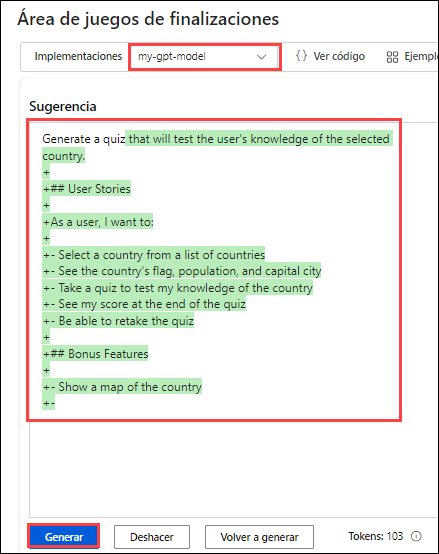 Área de juegos de finalizaciones
Implementaciones my-gpt-model {} Ver código Ejemplo
Sugerencia
Generate a quiz that will test the user's knowledge of the selected
country.
+
+## User Stories
+
+As a user, I want to:
+
+- Select a country from a list of countries
+- See the country's flag, population, and capital city
+- Take a quiz to test my knowledge of the country
+- See my score at the end of the quiz
+- Be able to retake the quiz
+
+## Bonus Features
+
+- Show a map of the country
+-
Generar Deshacer Volver a generar Tokens: 103